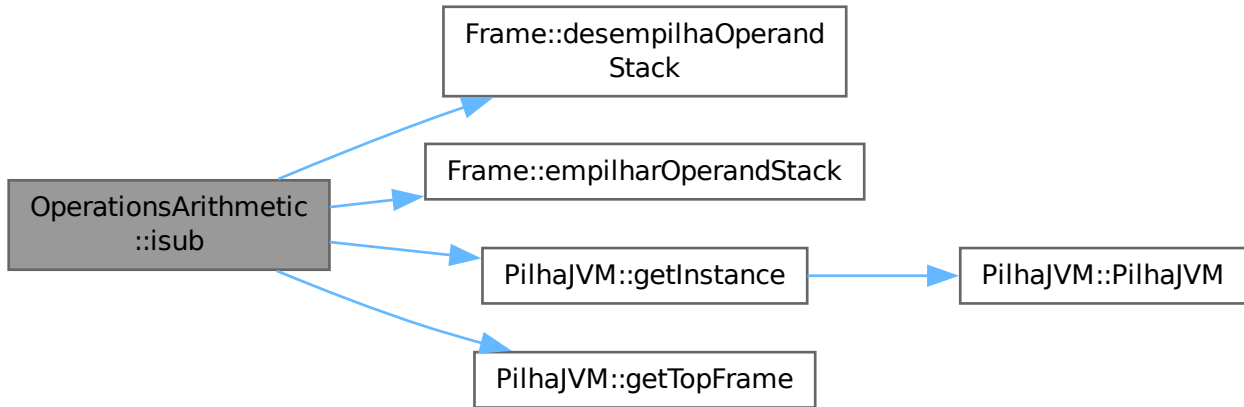 Frame::desempilhaOperand
Stack
Frame::empilharOperandStack
OperationsArithmetic
::isub
PilhaJVM::getInstance
PilhaJVM::PilhaJVM
PilhaJVM::getTopFrame